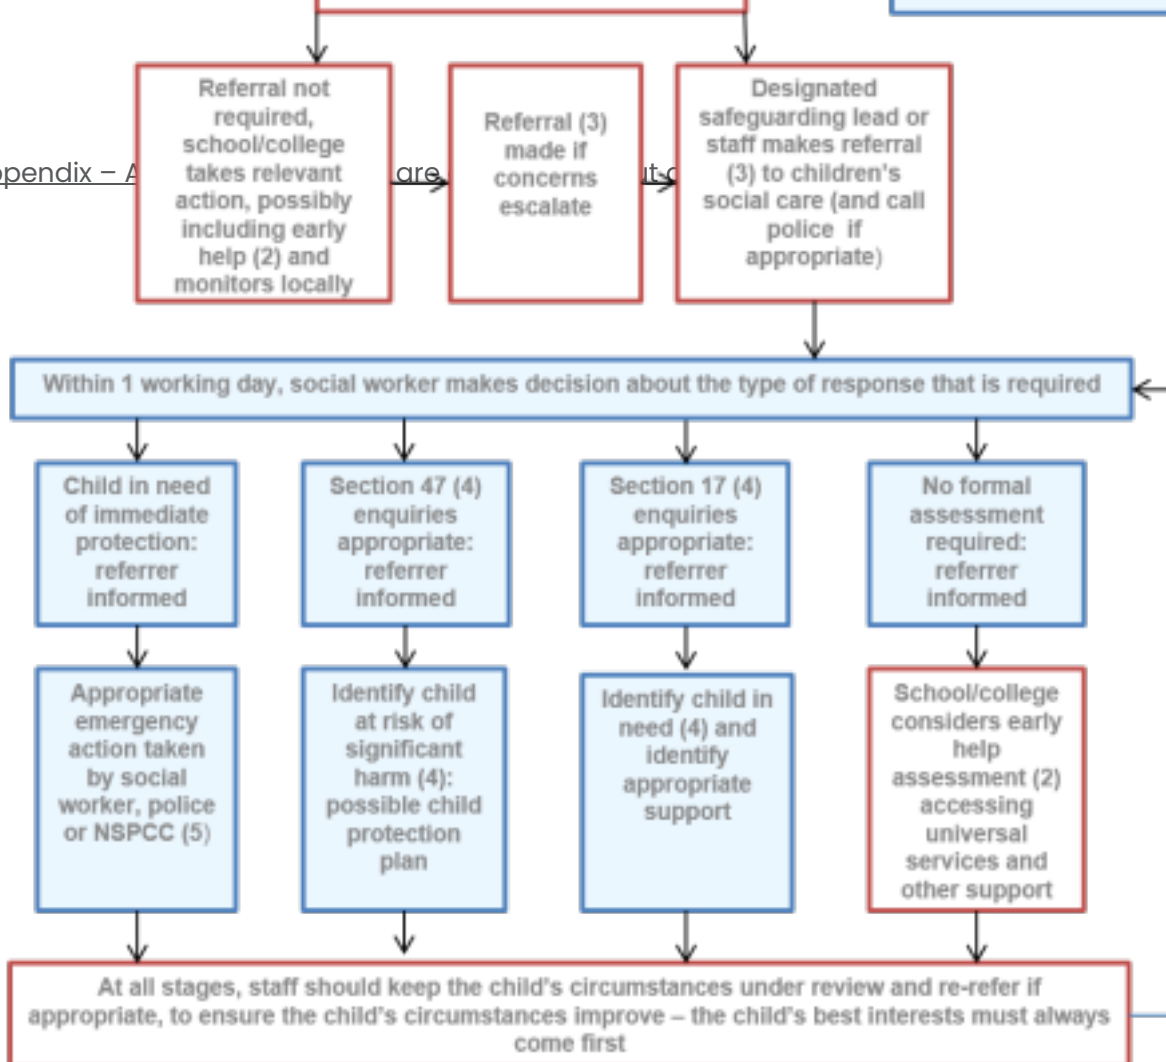 Referral not
required,
school/college
takes relevant
action, possibly
including early
help (2) and
monitors locally
Referral (3)
made if
concerns
escalate
Designated
safeguarding lead or
staff makes referral
(3) to children's
social care (and call
police if
appropriate)
ppendix – A
are
Within 1 working day, social worker makes decision about the type of response that is required
Child in need
of immediate
protection:
referrer
informed
Section 47 (4)
enquiries
appropriate:
referrer
informed
Section 17 (4)
enquiries
appropriate:
referrer
informed
No formal
assessment
required:
referrer
informed
Appropriate
emergency
action taken
by social
worker, police
or NSPCC (5)
Identify child
at risk of
significant
harm (4):
possible child
protection
plan
Identify child in
need (4) and
identify
appropriate
support
School/college
considers early
help
assessment (2)
accessing
universal
services and
other support
At all stages, staff should keep the child's circumstances under review and re-refer if
appropriate, to ensure the child's circumstances improve – the child's best interests must always
come first